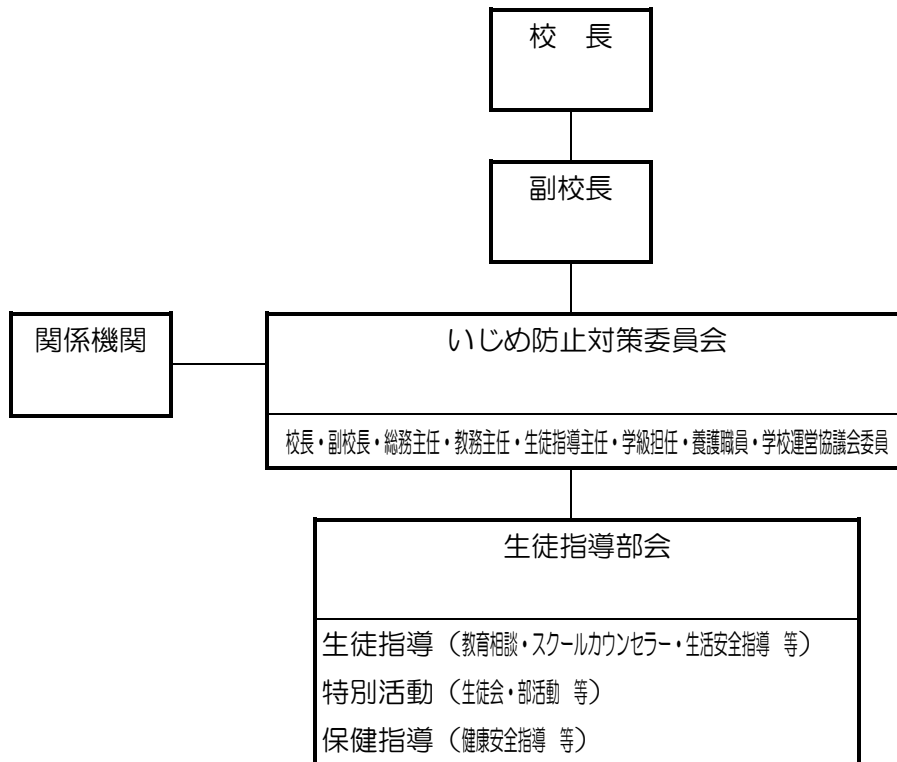 校　長
副校長
関係機関
いじめ防止対策委員会
校長・副校長・総務主任・教務主任・生徒指導主任・学級担任・養護職員・学校運営協議会委員
生徒指導部会
生徒指導（教育相談・スクールカウンセラー・生活安全指導　等）
特別活動（生徒会・部活動　等）
保健指導（健康安全指導　等）